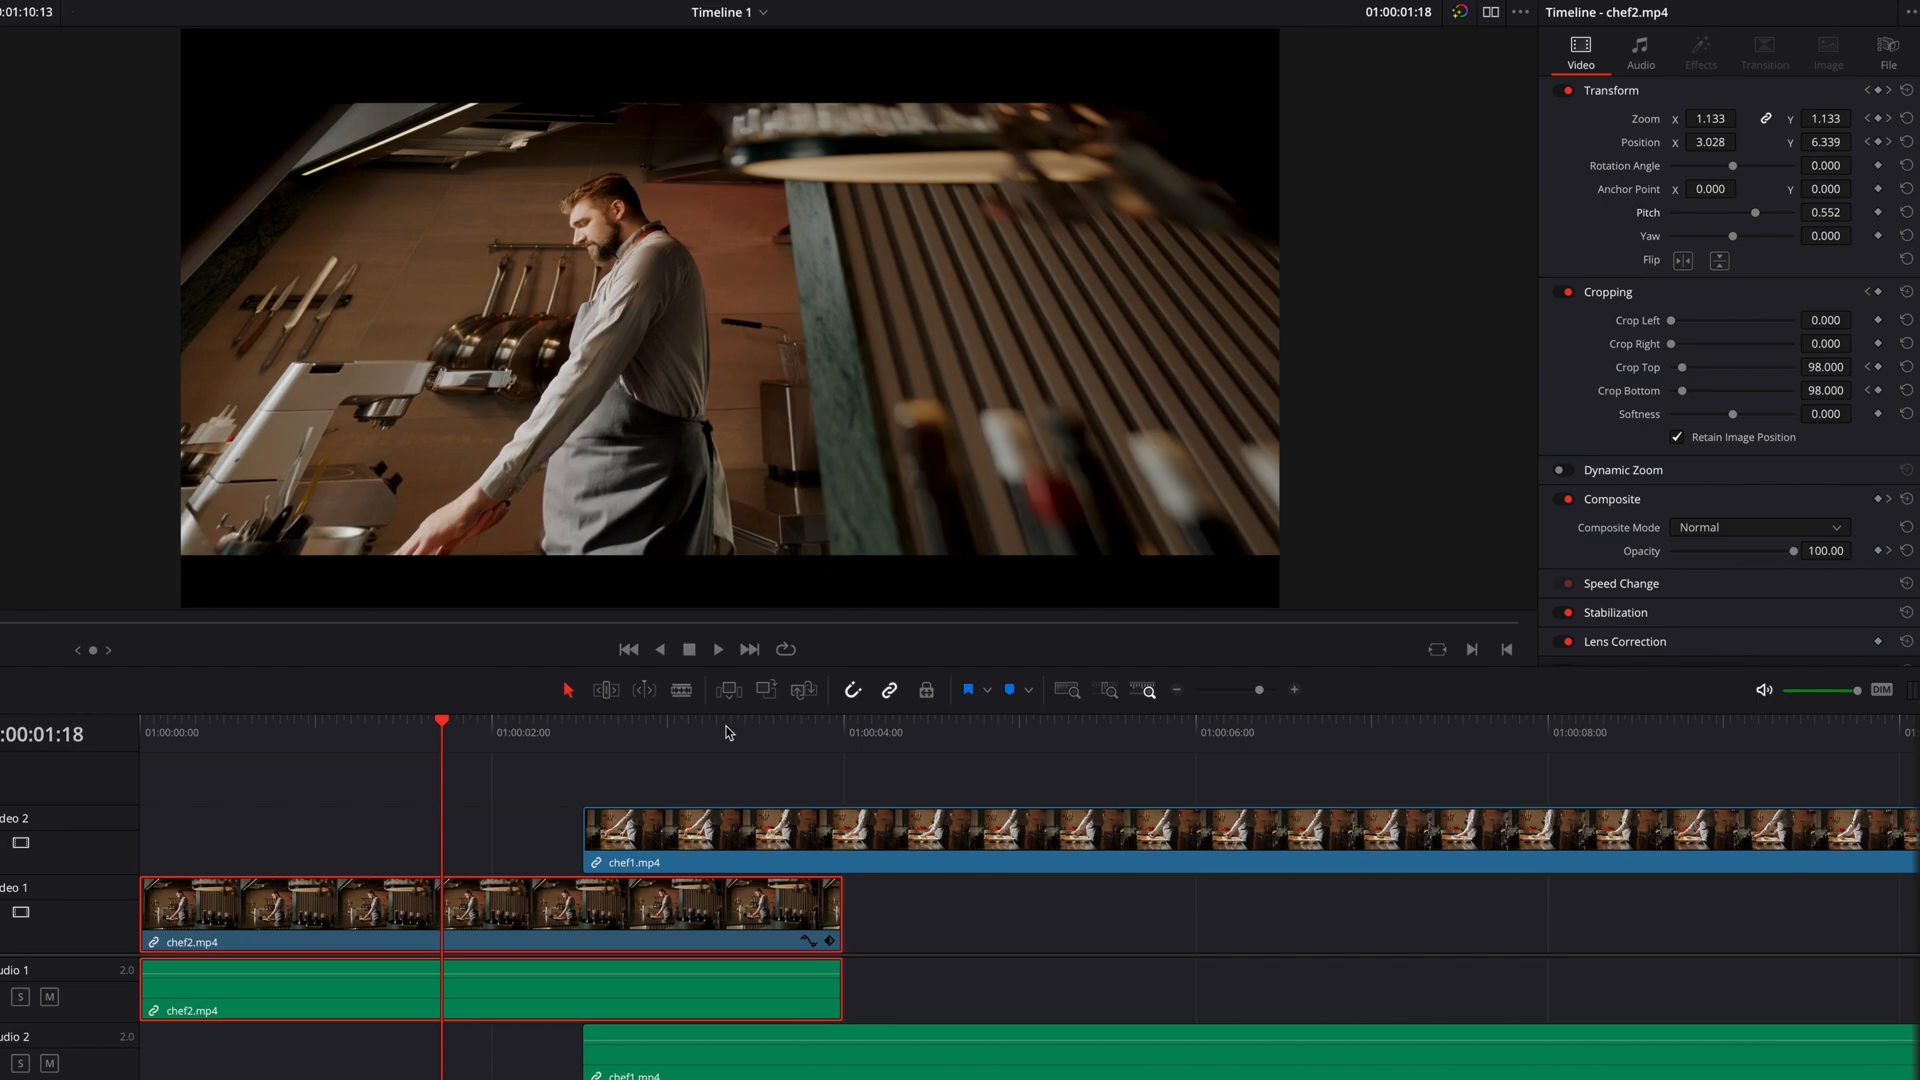 0:01:10:13
Timeline 1
01:00:01:18
Timeline - chef2.mp4
Video
Audio
Effects
Transition
Image
File
Transform
Zoom X 1.133 Y 1.133
Position X 3.028 Y 6.339
Rotation Angle 0.000
Anchor Point X 0.000 Y 0.000
Pitch 0.552
Yaw 0.000
Flip
Cropping
Crop Left 0.000
Crop Right 0.000
Crop Top 98.000
Crop Bottom 98.000
Softness 0.000
Retain Image Position
Dynamic Zoom
Composite
Composite Mode Normal
Opacity 100.00
Speed Change
Stabilization
Lens Correction
DIM
:00:01:18
01:00:00:00
01:00:02:00
01:00:04:00
01:00:06:00
01:00:08:00
01:
deo 2
chef1.mp4
deo 1
chef2.mp4
udio 1 2.0
S M
chef2.mp4
udio 2 2.0
S M
chef1.mp4